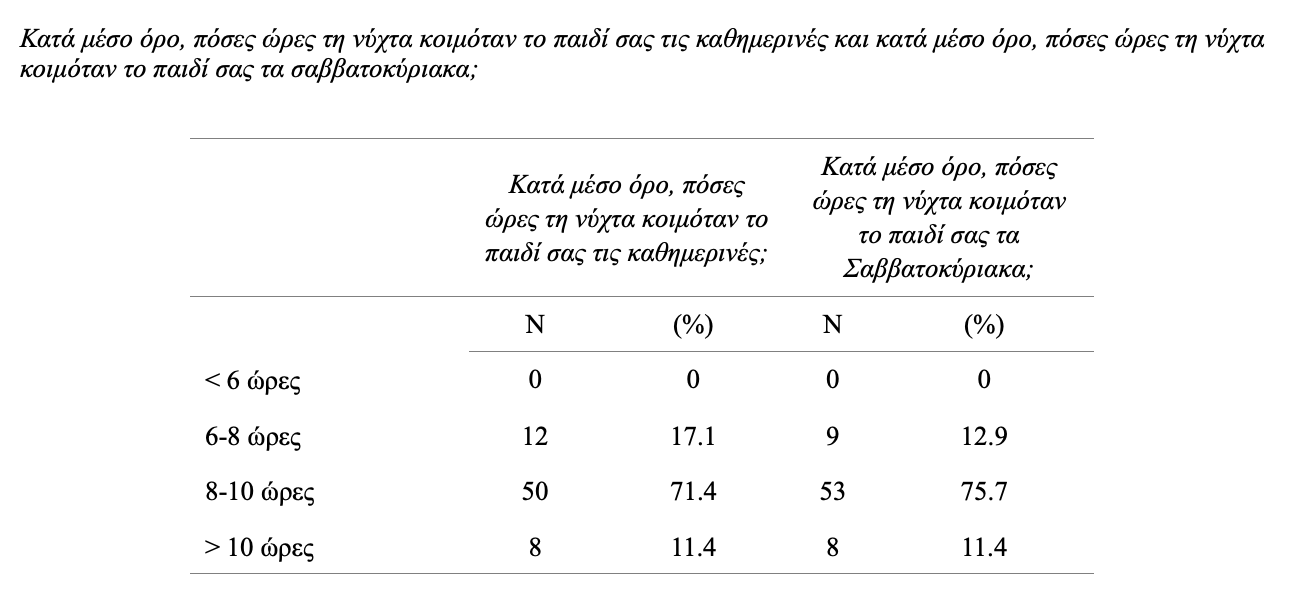 Κατά μέσο όρο, πόσες ώρες τη νύχτα κοιμόταν το παιδί σας τις καθημερινές και κατά μέσο όρο, πόσες ώρες τη νύχτα
κοιμόταν το παιδί σας τα σαββατοκύριακα;
Κατά μέσο όρο, πόσες
ώρες τη νύχτα κοιμόταν το
παιδί σας τις καθημερινές;
Κατά μέσο όρο, πόσες
ώρες τη νύχτα κοιμόταν
το παιδί σας τα
Σαββατοκύριακα;
N (%) N (%)
< 6 ώρες 0 0 0 0
6-8 ώρες 12 17.1 9 12.9
8-10 ώρες 50 71.4 53 75.7
> 10 ώρες 8 11.4 8 11.4